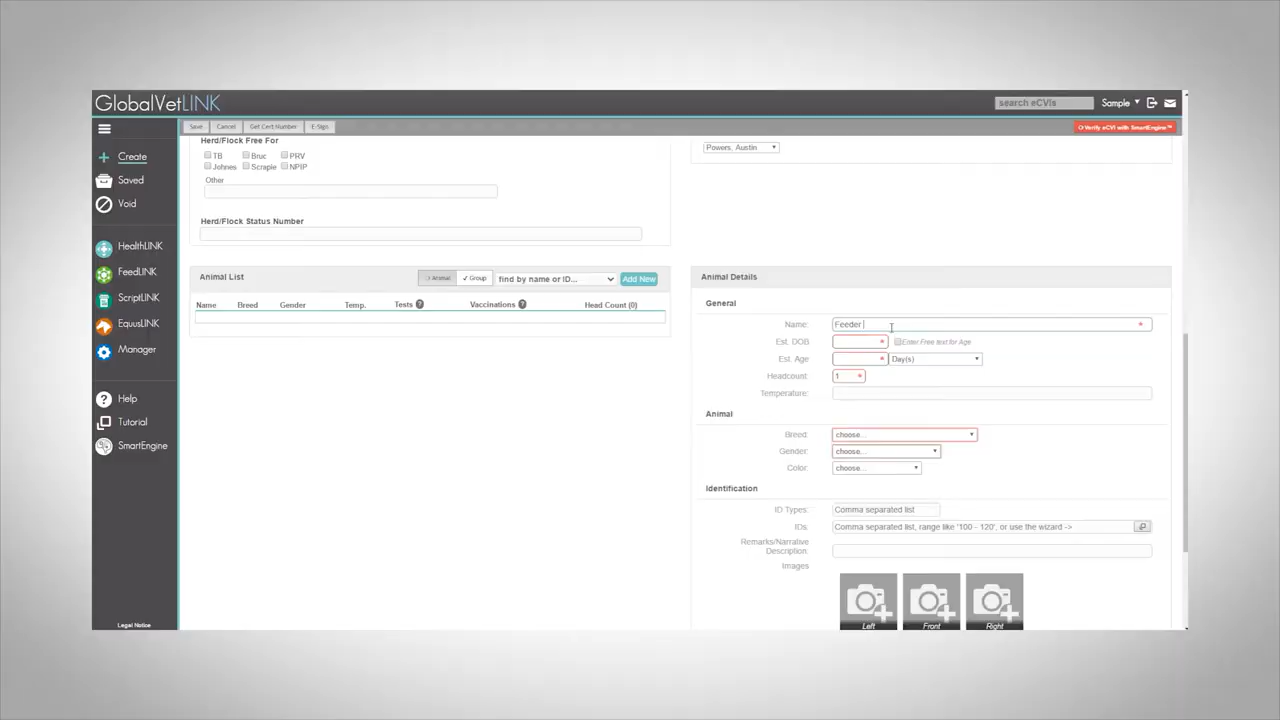 GlobalVetLINK
search eCVIs
Sample
Save
Cancel
Get Cert Number
E-Sign
Verify eCVI with SmartEngine™
Create
Saved
Void
HealthLINK
FeedLINK
ScriptLINK
EquusLINK
Manager
Help
Tutorial
SmartEngine
Legal Notice
Herd/Flock Free For
TB Bruc PRV
Johnes Scrapie NPIP
Other
Herd/Flock Status Number
Powers, Austin
Animal List
Animal
✓ Group
find by name or ID...
Add New
Name Breed Gender Temp. Tests ? Vaccinations ? Head Count (0)
Animal Details
General
Name: Feeder *
Est. DOB * Enter Free text for Age
Est. Age * Day(s)
Headcount: 1 *
Temperature:
Animal
Breed: choose...
Gender: choose...
Color: choose...
Identification
ID Types: Comma separated list
IDs: Comma separated list, range like '100 - 120', or use the wizard ->
Remarks/Narrative
Description:
Images
Left
Front
Right